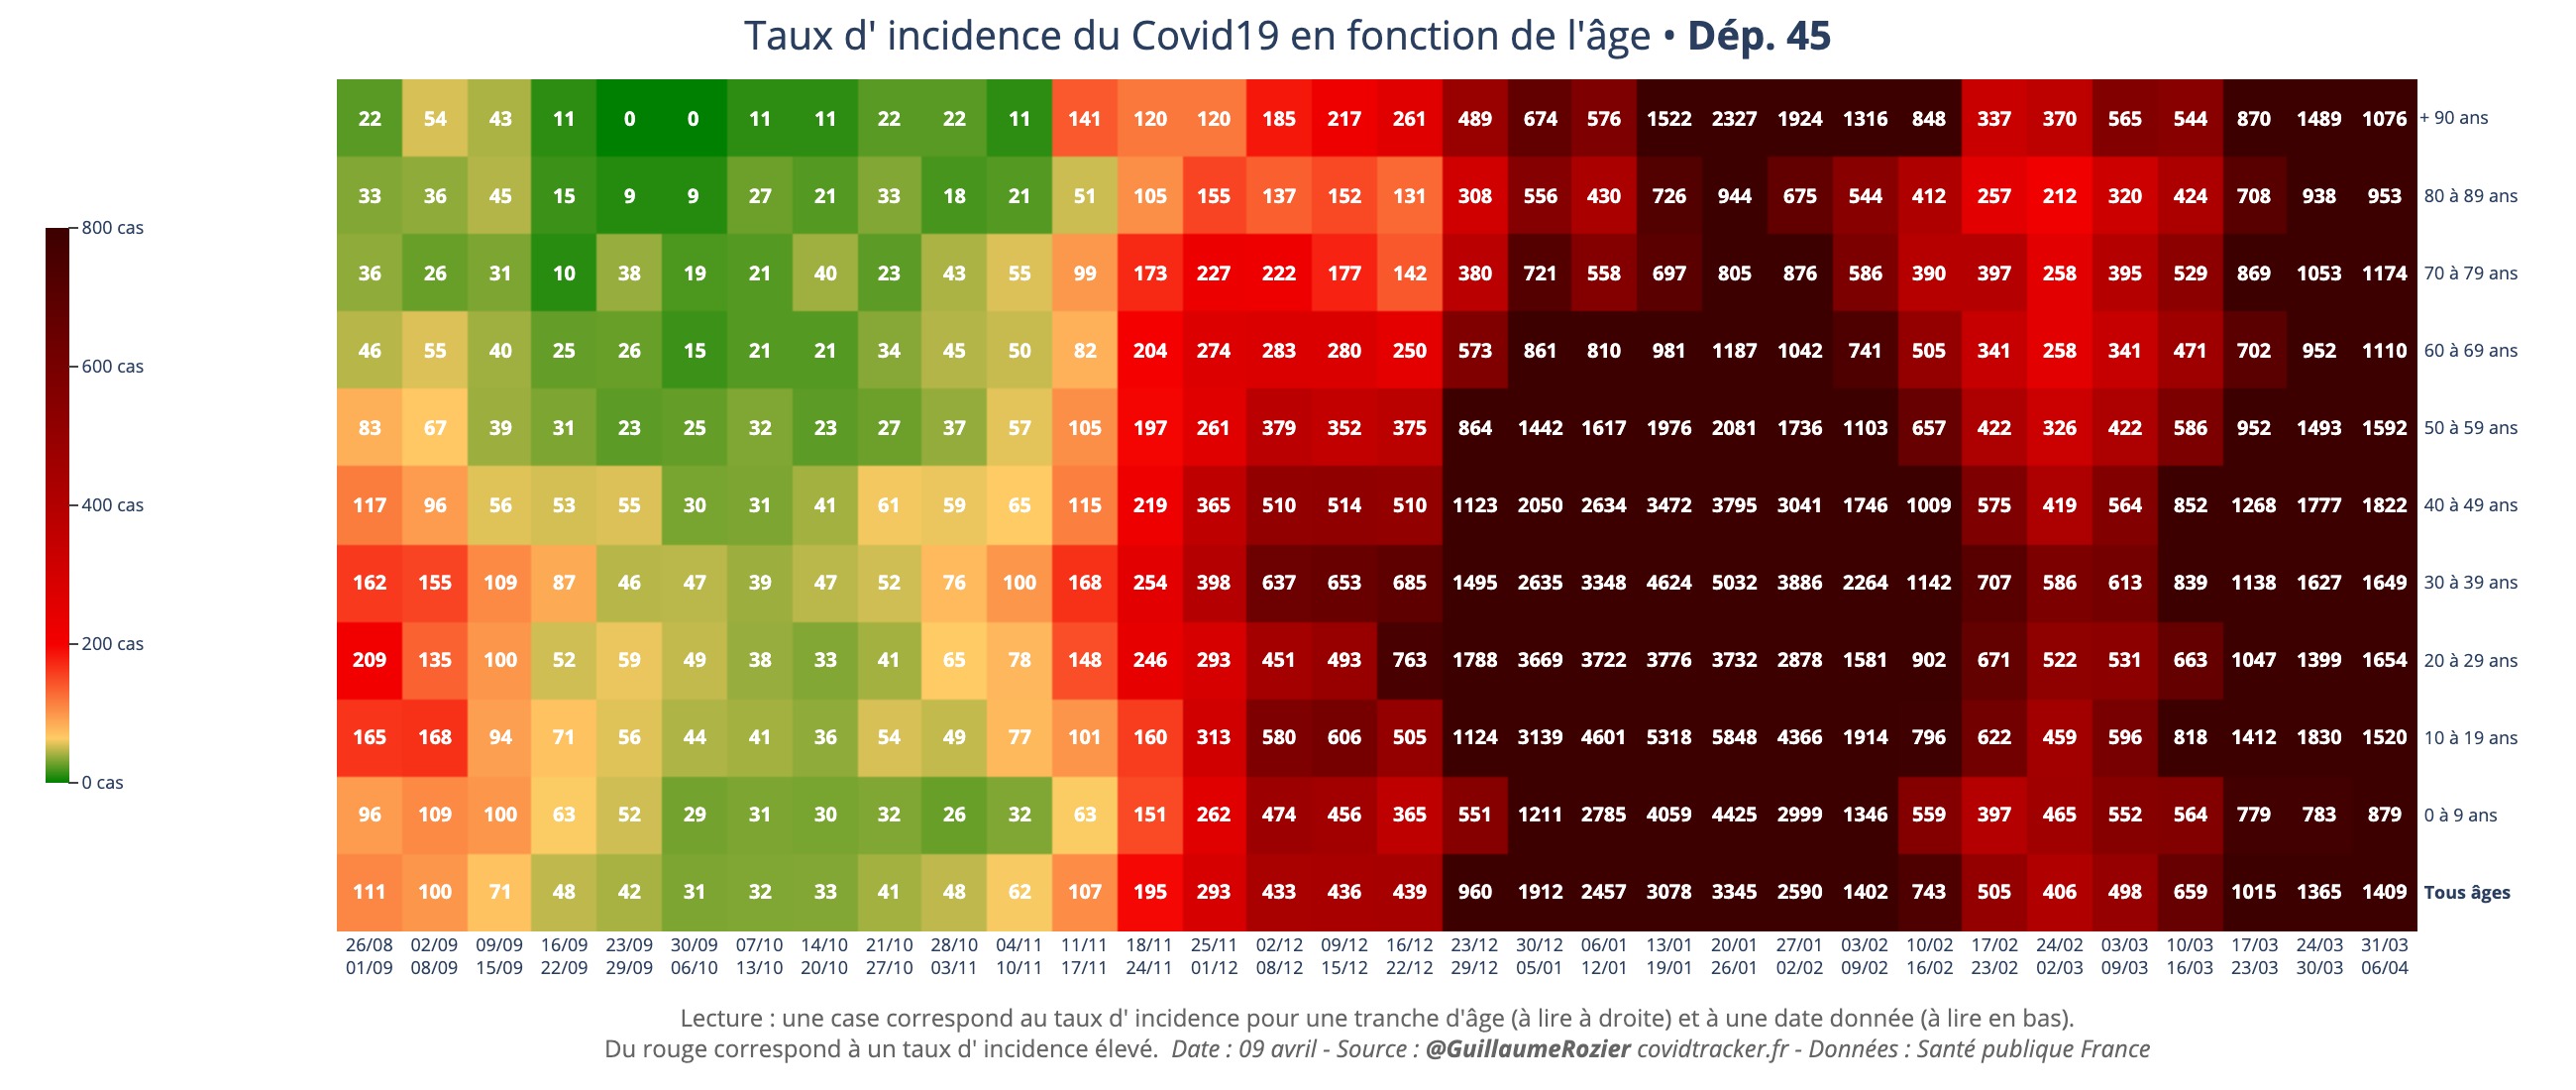 Taux d' incidence du Covid19 en fonction de l'âge • Dép. 45
800 cas
600 cas
400 cas
200 cas
0 cas
22 54 43 11 0 0 11 11 22 22 11 141 120 120 185 217 261 489 674 576 1522 2327 1924 1316 848 337 370 565 544 870 1489 1076 + 90 ans
33 36 45 15 9 9 27 21 33 18 21 51 105 155 137 152 131 308 556 430 726 944 675 544 412 257 212 320 424 708 938 953 80 à 89 ans
36 26 31 10 38 19 21 40 23 43 55 99 173 227 222 177 142 380 721 558 697 805 876 586 390 397 258 395 529 869 1053 1174 70 à 79 ans
46 55 40 25 26 15 21 21 34 45 50 82 204 274 283 280 250 573 861 810 981 1187 1042 741 505 341 258 341 471 702 952 1110 60 à 69 ans
83 67 39 31 23 25 32 23 27 37 57 105 197 261 379 352 375 864 1442 1617 1976 2081 1736 1103 657 422 326 422 586 952 1493 1592 50 à 59 ans
117 96 56 53 55 30 31 41 61 59 65 115 219 365 510 514 510 1123 2050 2634 3472 3795 3041 1746 1009 575 419 564 852 1268 1777 1822 40 à 49 ans
162 155 109 87 46 47 39 47 52 76 100 168 254 398 637 653 685 1495 2635 3348 4624 5032 3886 2264 1142 707 586 613 839 1138 1627 1649 30 à 39 ans
209 135 100 52 59 49 38 33 41 65 78 148 246 293 451 493 763 1788 3669 3722 3776 3732 2878 1581 902 671 522 531 663 1047 1399 1654 20 à 29 ans
165 168 94 71 56 44 41 36 54 49 77 101 160 313 580 606 505 1124 3139 4601 5318 5848 4366 1914 796 622 459 596 818 1412 1830 1520 10 à 19 ans
96 109 100 63 52 29 31 30 32 26 32 63 151 262 474 456 365 551 1211 2785 4059 4425 2999 1346 559 397 465 552 564 779 783 879 0 à 9 ans
111 100 71 48 42 31 32 33 41 48 62 107 195 293 433 436 439 960 1912 2457 3078 3345 2590 1402 743 505 406 498 659 1015 1365 1409 Tous âges
26/08 02/09 09/09 16/09 23/09 30/09 07/10 14/10 21/10 28/10 04/11 11/11 18/11 25/11 02/12 09/12 16/12 23/12 30/12 06/01 13/01 20/01 27/01 03/02 10/02 17/02 24/02 03/03 10/03 17/03 24/03 31/03
01/09 08/09 15/09 22/09 29/09 06/10 13/10 20/10 27/10 03/11 10/11 17/11 24/11 01/12 08/12 15/12 22/12 29/12 05/01 12/01 19/01 26/01 02/02 09/02 16/02 23/02 02/03 09/03 16/03 23/03 30/03 06/04
Lecture : une case correspond au taux d' incidence pour une tranche d'âge (à lire à droite) et à une date donnée (à lire en bas).
Du rouge correspond à un taux d' incidence élevé. Date : 09 avril - Source : @GuillaumeRozier covidtracker.fr - Données : Santé publique France